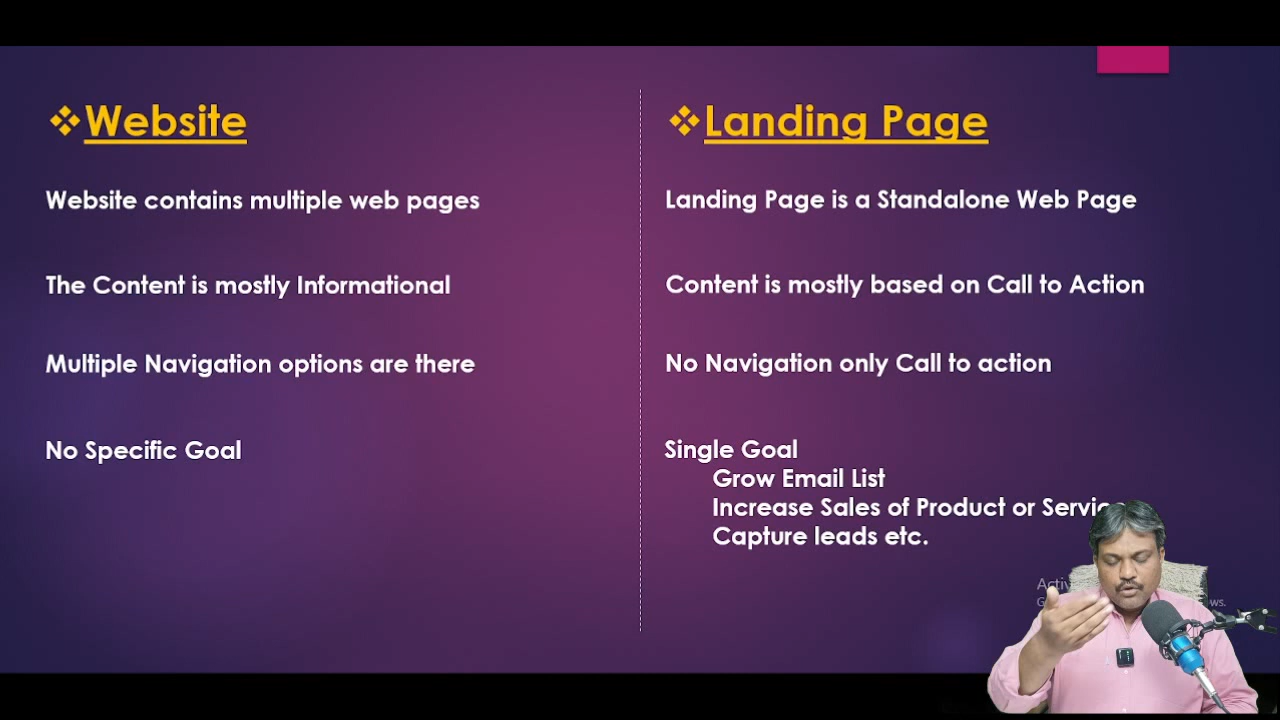 Website
Website contains multiple web pages
The Content is mostly Informational
Multiple Navigation options are there
No Specific Goal
Landing Page
Landing Page is a Standalone Web Page
Content is mostly based on Call to Action
No Navigation only Call to action
Single Goal
Grow Email List
Increase Sales of Product or
Capture leads etc.